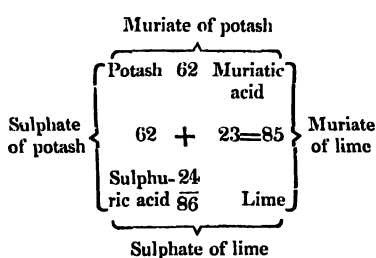 Muriate of potash
Potash 62 Muriatic
acid
Sulphate
of potash
62 + 23=85
Muriate
of lime
Sulphu-
ric acid
24
86
Lime
Sulphate of lime